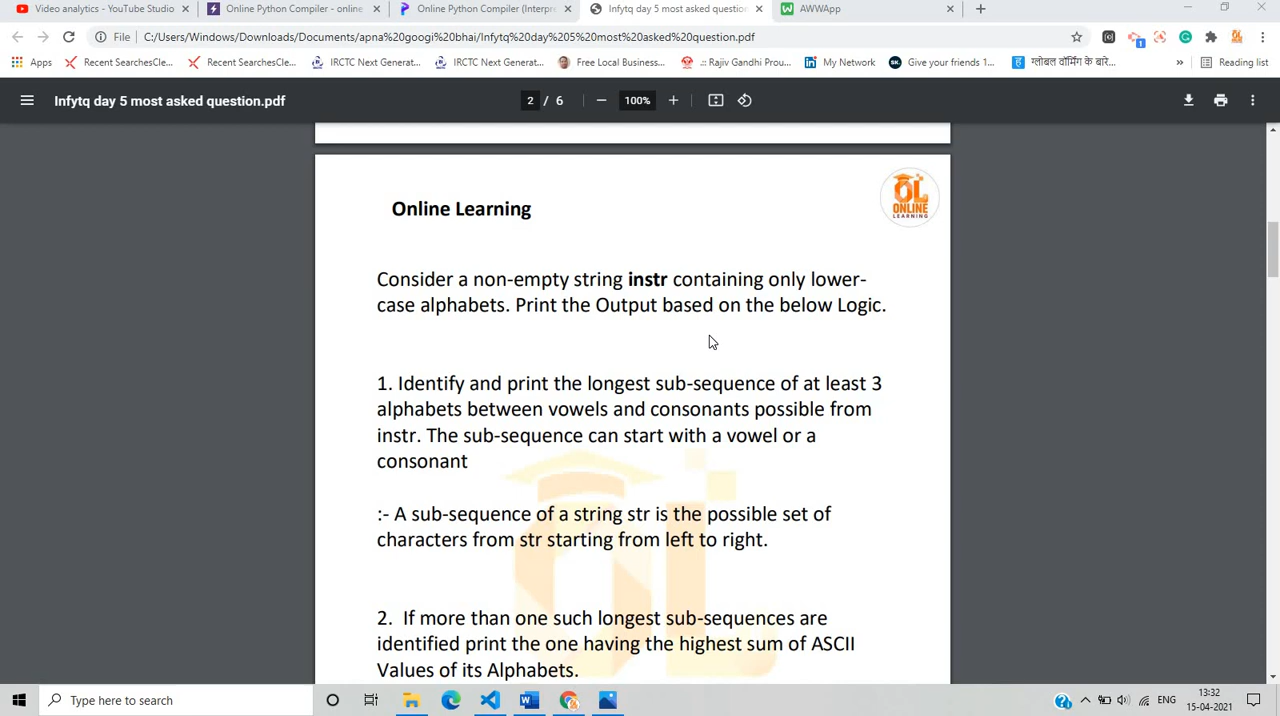 Video analytics - YouTube Studio
Online Python Compiler - online
Online Python Compiler (Interpre
Infytq day 5 most asked question
AWWApp
File
C:/Users/Windows/Downloads/Documents/apna%20googi%20bhai/Infytq%20day%205%20most%20asked%20question.pdf
1
Apps
Recent SearchesCle...
Recent SearchesCle...
IRCTC Next Generat...
IRCTC Next Generat...
Free Local Business...
.:: Rajiv Gandhi Prou...
My Network
SK.
Give your friends 1...
ग्लोबल वॉर्मिंग के बारे...
»
Reading list
Infytq day 5 most asked question.pdf
2 / 6
100%
Online Learning
OL
ONLINE
LEARNING
Consider a non-empty string instr containing only lower-
case alphabets. Print the Output based on the below Logic.
1. Identify and print the longest sub-sequence of at least 3
alphabets between vowels and consonants possible from
instr. The sub-sequence can start with a vowel or a
consonant
:- A sub-sequence of a string str is the possible set of
characters from str starting from left to right.
2. If more than one such longest sub-sequences are
identified print the one having the highest sum of ASCII
Values of its Alphabets.
Type here to search
ENG
13:32
15-04-2021